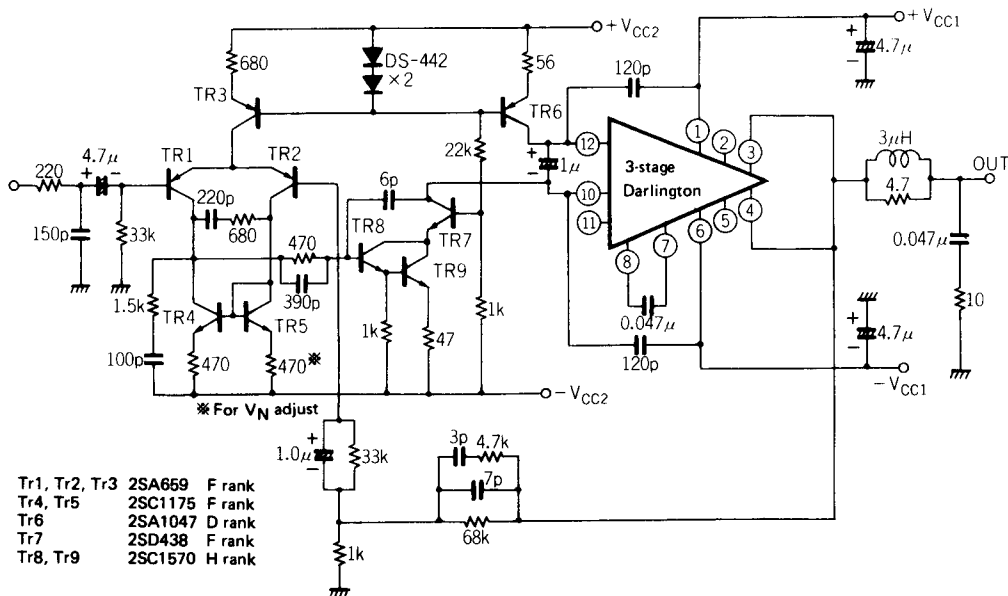 + VCC2
+ VCC1
680
DS-442
×2
56
120p
+
4.7μ
−
TR3
TR6
12
1
2
3
3μH
OUT
4.7μ
+ −
TR1
TR2
22k
+
1μ
−
3-stage
Darlington
220
220p
6p
10
4
4.7
680
TR8
TR7
11
5
6
7
8
150p
33k
470
TR9
0.047μ
390p
1.5k
TR4
TR5
1k
47
1k
0.047μ
10
120p
+
4.7μ
−
100p
470
470※
− VCC2
− VCC1
※ For VN adjust
+
1.0μ
−
33k
3p
4.7k
7p
68k
1k
Tr1, Tr2, Tr3 2SA659 F rank
Tr4, Tr5 2SC1175 F rank
Tr6 2SA1047 D rank
Tr7 2SD438 F rank
Tr8, Tr9 2SC1570 H rank